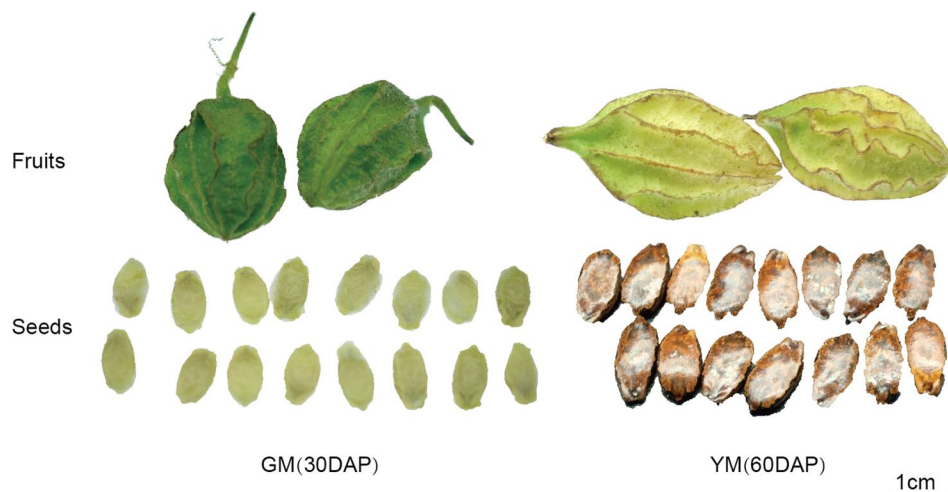 Fruits
Seeds
GM(30DAP)
YM(60DAP)
1cm